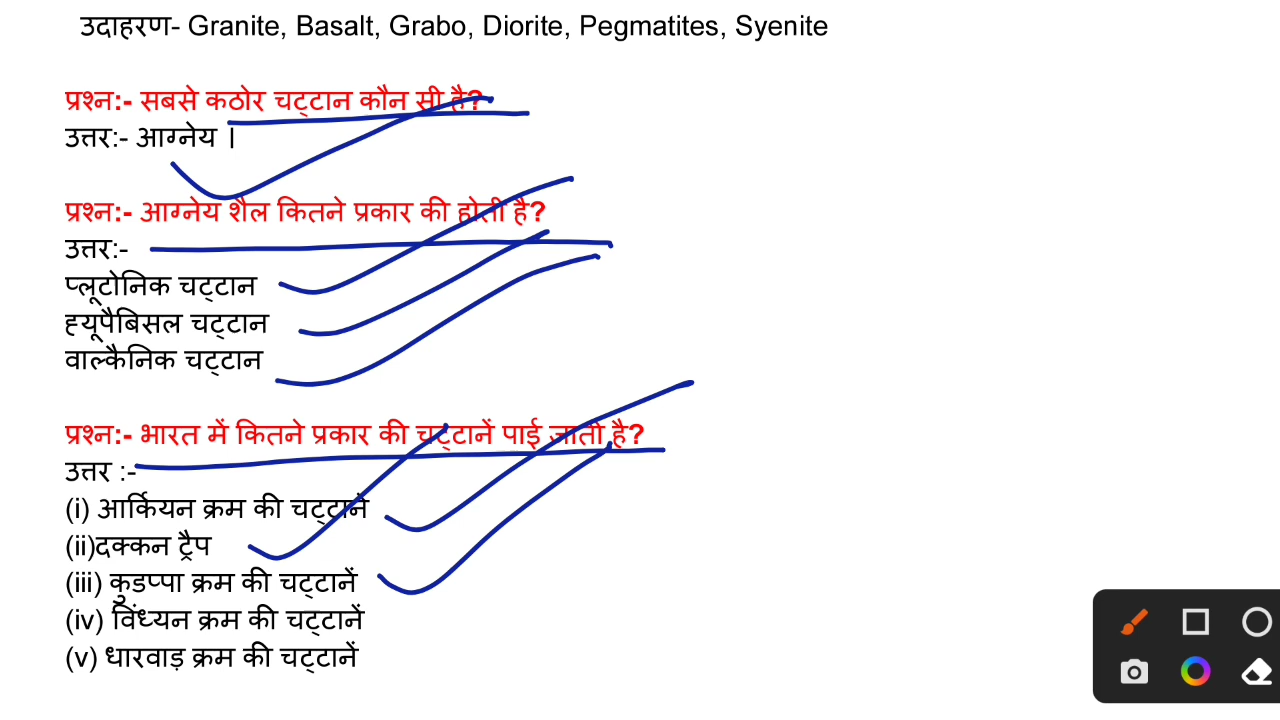 उदाहरण- Granite, Basalt, Grabo, Diorite, Pegmatites, Syenite
प्रश्न:- सबसे कठोर चट्टान कौन सी है?
उत्तर:- आग्नेय ।
प्रश्न:- आग्नेय शैल कितने प्रकार की होती है?
उत्तर:-
प्लूटोनिक चट्टान
ह्यूपैबिसल चट्टान
वाल्कैनिक चट्टान
प्रश्न:- भारत में कितने प्रकार की चट्टानें पाई जाती है?
उत्तर :-
(i) आर्कियन क्रम की चट्टानें
(ii)दक्कन ट्रैप
(iii) कुडप्पा क्रम की चट्टानें
(iv) विंध्यन क्रम की चट्टानें
(v) धारवाड़ क्रम की चट्टानें